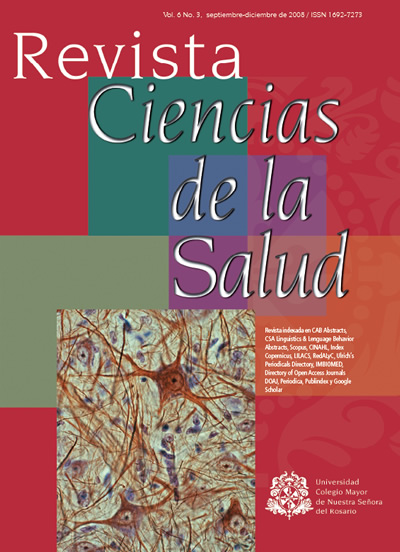 Vol. 6 No. 3, septiembre-diciembre de 2008 / ISSN 1692-7273
Revista
Ciencias
de la
Salud
Revista indexada en CAB Abstracts,
CSA Linguistics & Lenguage Behavior
Abstracts, Scopus, CINAHL, Index
Copernicus, LILACS, RedALyC, Ulrich's
Periodicals Directory, IMBIOMED,
Directory of Open Access Journals
DOAJ, Periodica, Publindex y Google
Scholar
Universidad
Colegio Mayor
de Nuestra Señora
del Rosario